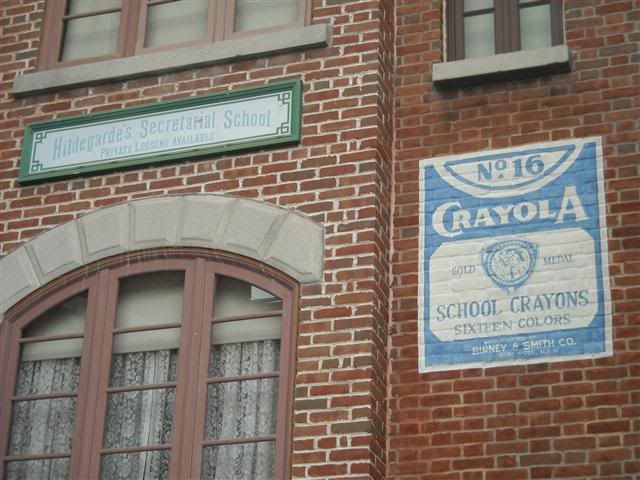 Hildegarde's Secretarial School
PRIVATE LESSONS AVAILABLE
No. 16
CRAYOLA
GOLD MEDAL
SCHOOL CRAYONS
SIXTEEN COLORS
BINNEY & SMITH CO.